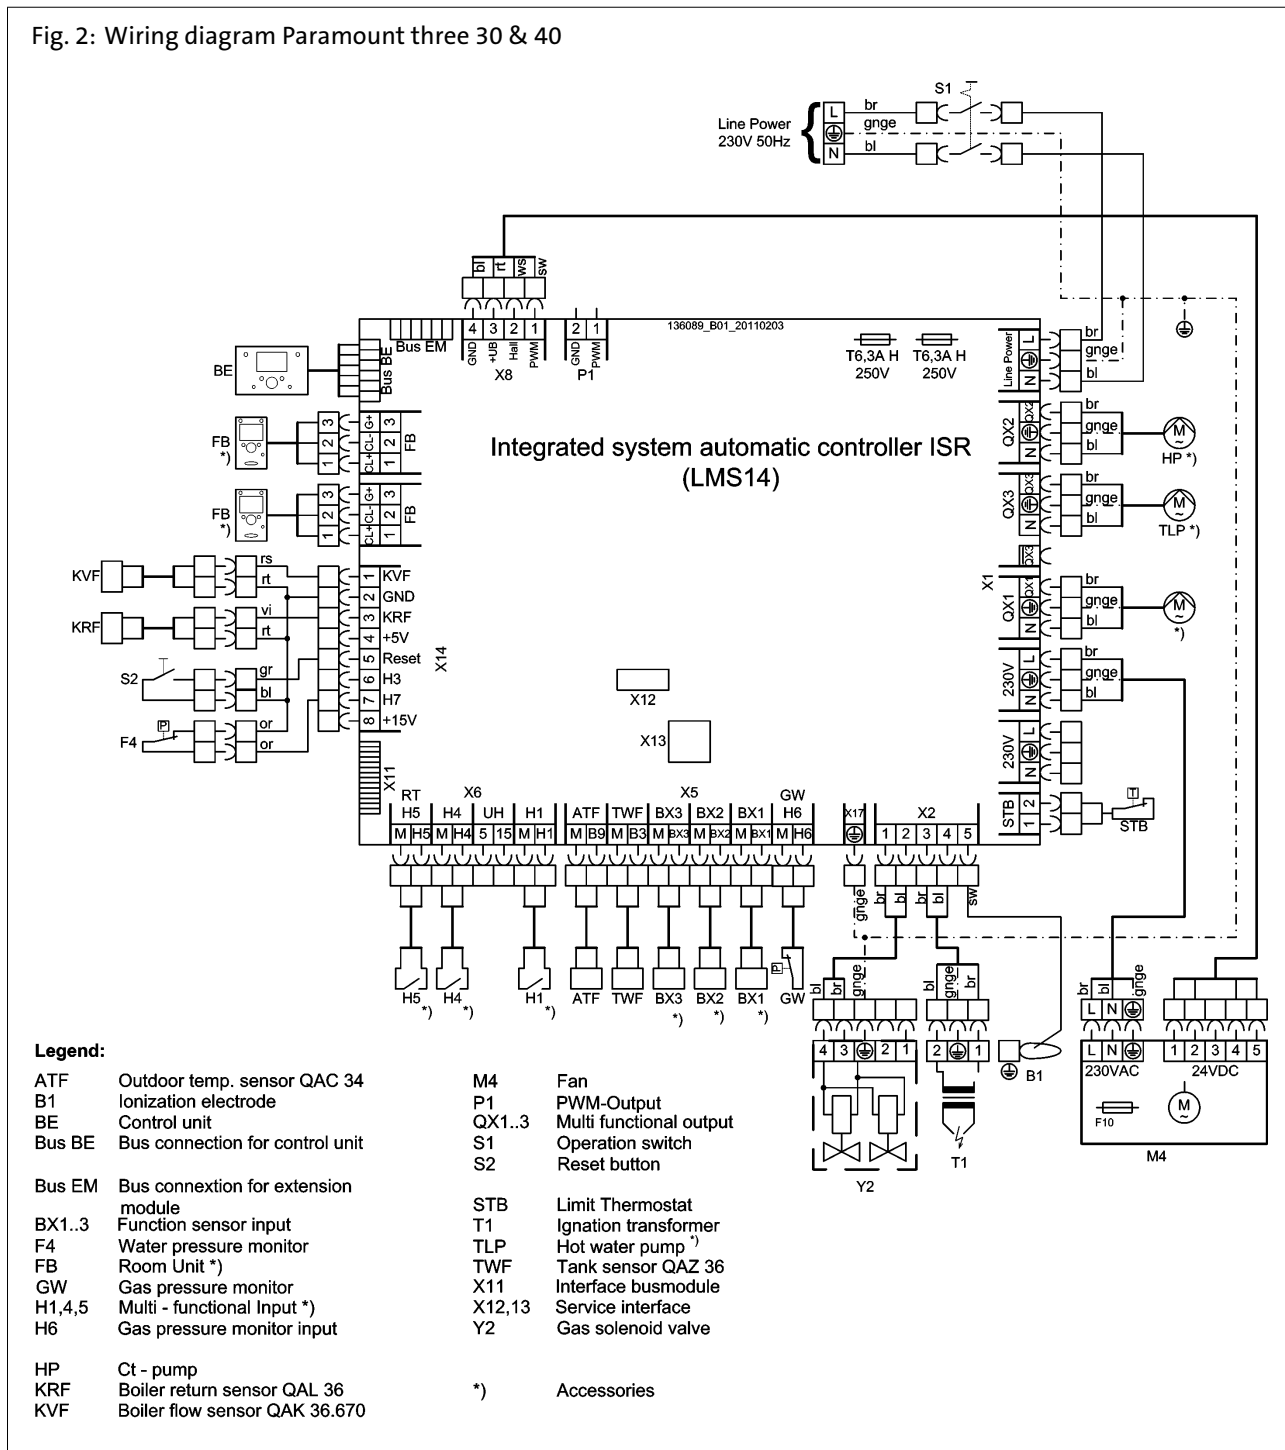 Fig. 2: Wiring diagram Paramount three 30 & 40
S1
Line Power
230V 50Hz
L
N
br
gnge
bl
bl
rt
ws
sw
4 3 2 1
GND
+UB
Hall
PWM
X8
2 1
GND
PWM
P1
Bus EM
Bus BE
BE
136089_B01_20110203
T6,3A H
250V
T6,3A H
250V
Integrated system automatic controller ISR
(LMS14)
FB
*)
3 G+ 3
2 CL- 2
1 CL+ 1
FB
FB
*)
3 G+ 3
2 CL- 2
1 CL+ 1
FB
KVF
rs
rt
KRF
vi
rt
S2
gr
bl
F4
P
or
or
1 KVF
2 GND
3 KRF
4 +5V
5 Reset
6 H3
7 H7
8 +15V
X14
X11
X12
X13
Line Power
L
N
br
gnge
bl
QX2
QX2
N
br
gnge
bl
M
~
HP *)
QX3
QX3
N
br
gnge
bl
M
~
TLP *)
QX3
X1
QX1
QX1
N
br
gnge
bl
M
~
*)
230V
L
N
br
gnge
bl
230V
L
N
STB
2
1
T
STB
RT
H5
X6
H4 UH H1
X5
ATF TWF BX3 BX2 BX1
GW
H6
M H5 M H4 5 15 M H1
M B9 M B3 M BX3 M BX2 M BX1 M H6
X17
X2
1 2 3 4 5
gnge
br
bl
br
bl
sw
H5 *)
H4 *)
H1 *)
ATF
TWF
BX3 *)
BX2 *)
BX1 *)
P
GW
bl
br
gnge
4 3 2 1
Y2
bl
gnge
br
2 1
T1
B1
br
bl
gnge
L N
L N
230VAC
1 2 3 4 5
24VDC
F10
M
~
M4
Legend:
ATF Outdoor temp. sensor QAC 34
B1 Ionization electrode
BE Control unit
Bus BE Bus connection for control unit
Bus EM Bus connextion for extension
module
BX1..3 Function sensor input
F4 Water pressure monitor
FB Room Unit *)
GW Gas pressure monitor
H1,4,5 Multi - functional Input *)
H6 Gas pressure monitor input
HP Ct - pump
KRF Boiler return sensor QAL 36
KVF Boiler flow sensor QAK 36.670
M4 Fan
P1 PWM-Output
QX1..3 Multi functional output
S1 Operation switch
S2 Reset button
STB Limit Thermostat
T1 Ignation transformer
TLP Hot water pump *)
TWF Tank sensor QAZ 36
X11 Interface busmodule
X12,13 Service interface
Y2 Gas solenoid valve
*) Accessories